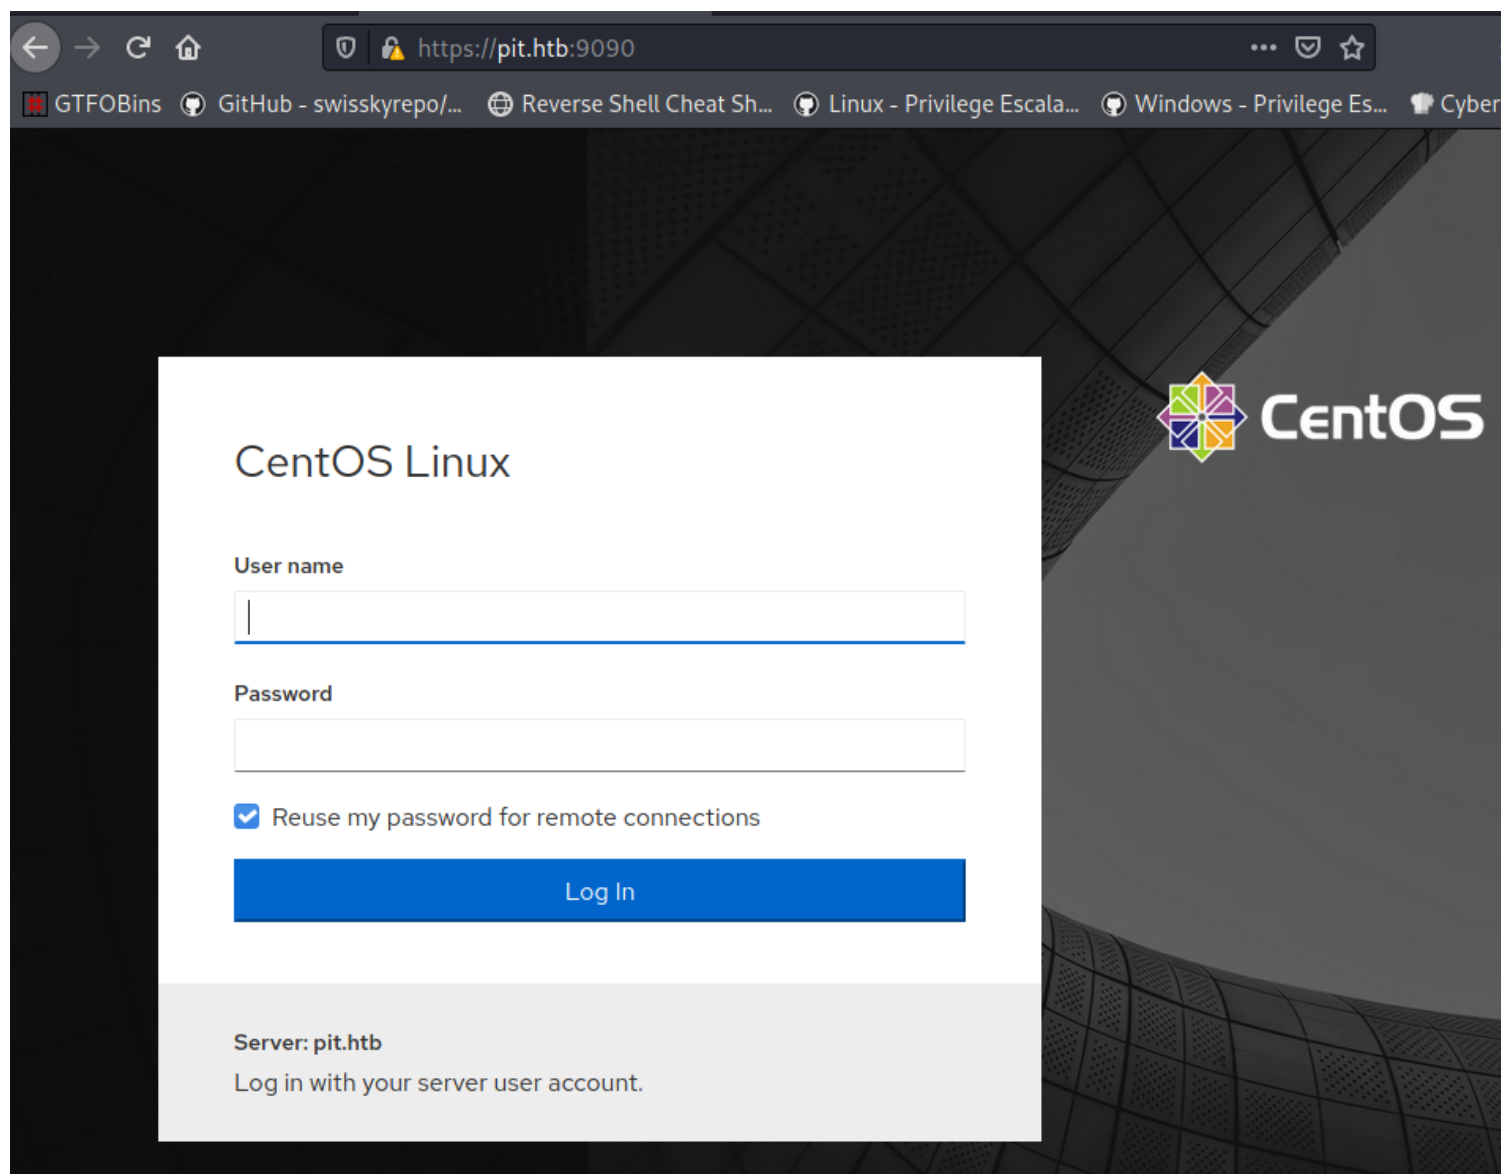 https://pit.htb:9090
GTFOBins GitHub - swisskyrepo/... Reverse Shell Cheat Sh... Linux - Privilege Escala... Windows - Privilege Es... Cyber
CentOS
CentOS Linux
User name
Password
Reuse my password for remote connections
Log In
Server: pit.htb
Log in with your server user account.